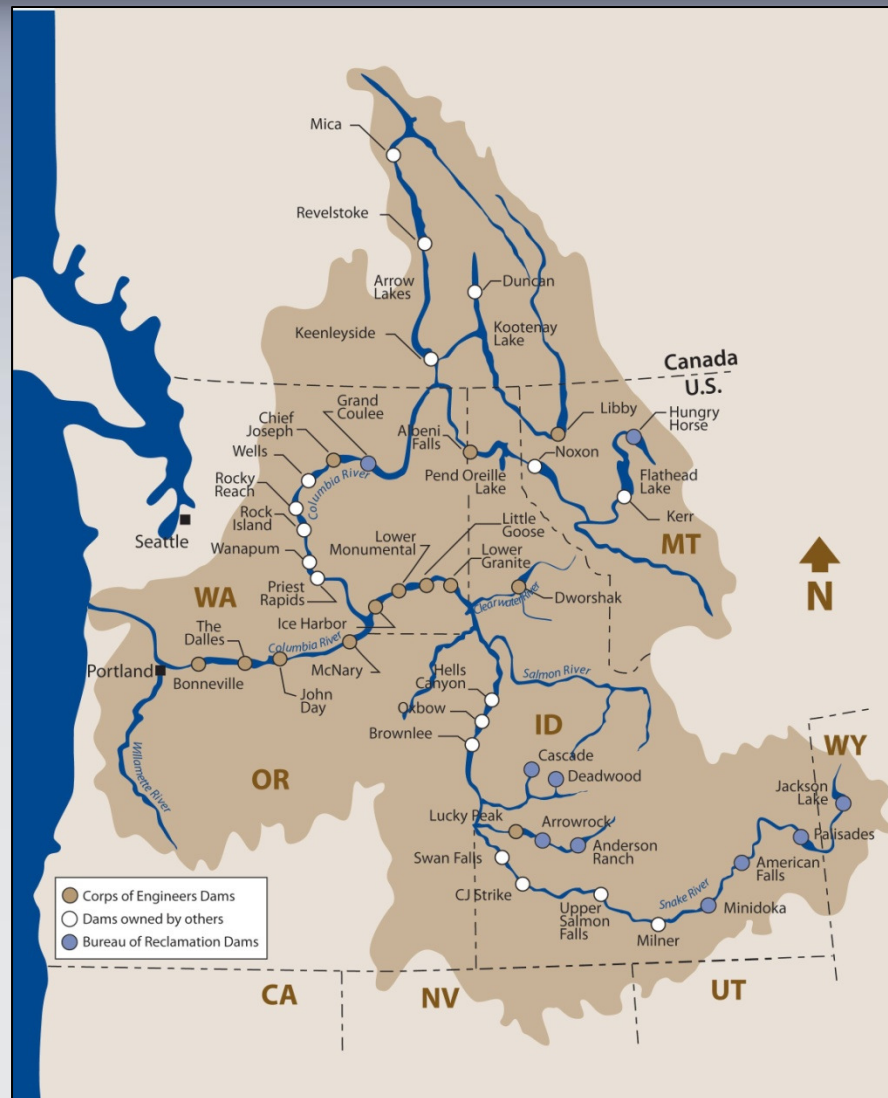 Mica
Revelstoke
Arrow
Lakes
Duncan
Kootenay
Lake
Keenleyside
Canada
U.S.
Grand
Coulee
Chief
Joseph
Wells
Rocky
Reach
Rock
Island
Wanapum
Priest
Rapids
Columbia River
Albeni
Falls
Pend Oreille
Lake
Noxon
Libby
Hungry
Horse
Flathead
Lake
Kerr
MT
N
Seattle
WA
Lower
Monumental
Little
Goose
Lower
Granite
Ice Harbor
Clearwater River
Dworshak
The
Dalles
Columbia River
McNary
Portland
Bonneville
John
Day
Willamette River
OR
Hells
Canyon
Oxbow
Brownlee
Salmon River
ID
Cascade
Deadwood
WY
Jackson
Lake
Palisades
Lucky Peak
Arrowrock
Anderson
Ranch
American
Falls
Swan Falls
CJ Strike
Upper
Salmon
Falls
Snake River
Minidoka
Milner
Corps of Engineers Dams
Dams owned by others
Bureau of Reclamation Dams
CA
NV
UT